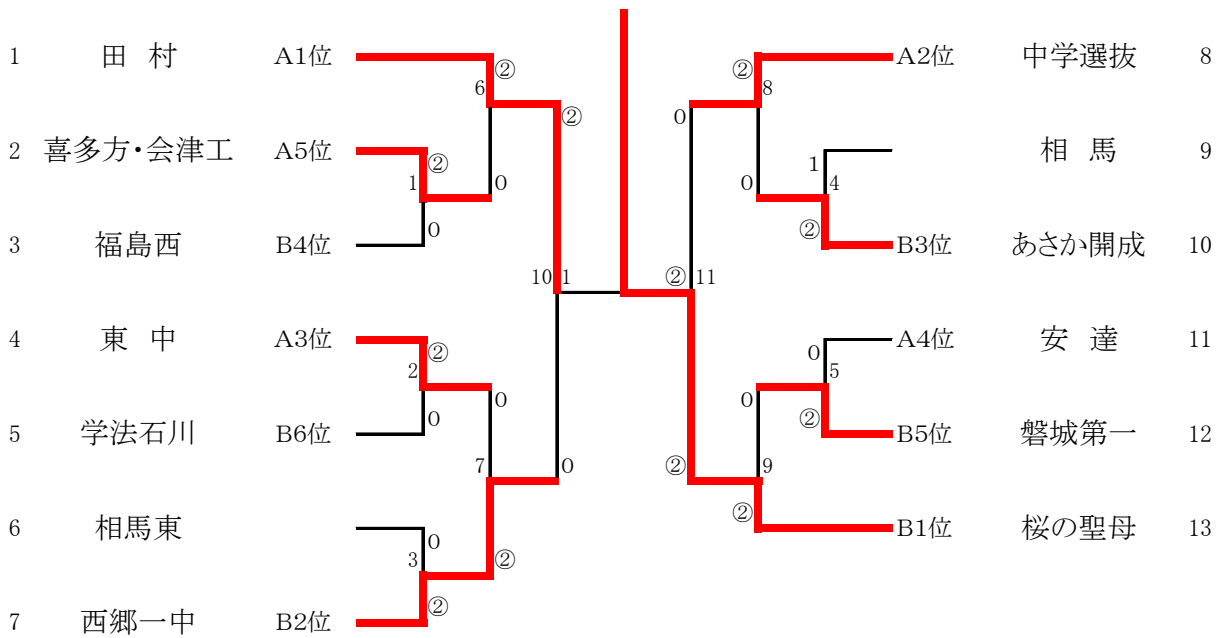 1 田 村 A1位
② 6 ②
2 喜多方・会津工 A5位
② 1 0 0
3 福島西 B4位
10 1
4 東 中 A3位
② 2 0 0
5 学法石川 B6位
7 0
6 相馬東
0 3 ② ②
7 西郷一中 B2位
A2位 中学選抜 8
② 8 0
相 馬 9
1 4 0 ②
B3位 あさか開成 10
② 11
A4位 安 達 11
0 5 0 ②
B5位 磐城第一 12
② 9 ②
B1位 桜の聖母 13